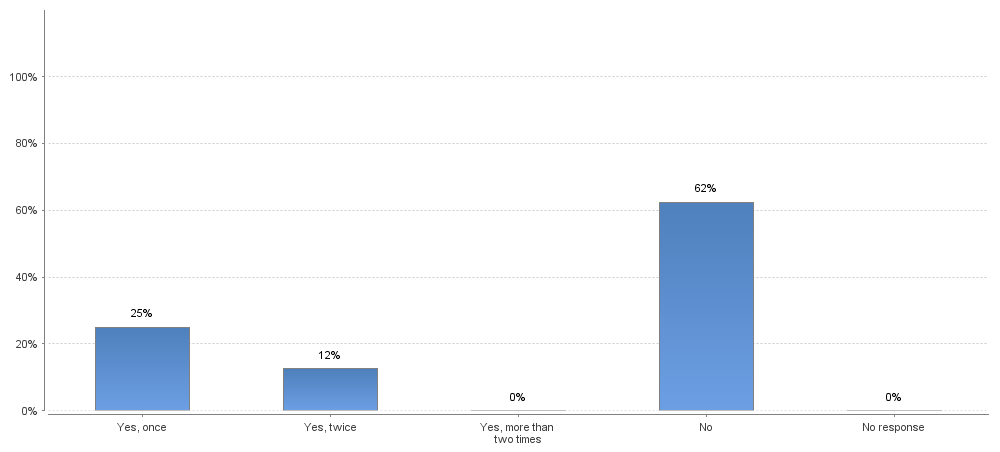 100%
80%
60%
40%
20%
0%
25%
12%
0%
62%
0%
Yes, once
Yes, twice
Yes, more than
two times
No
No response